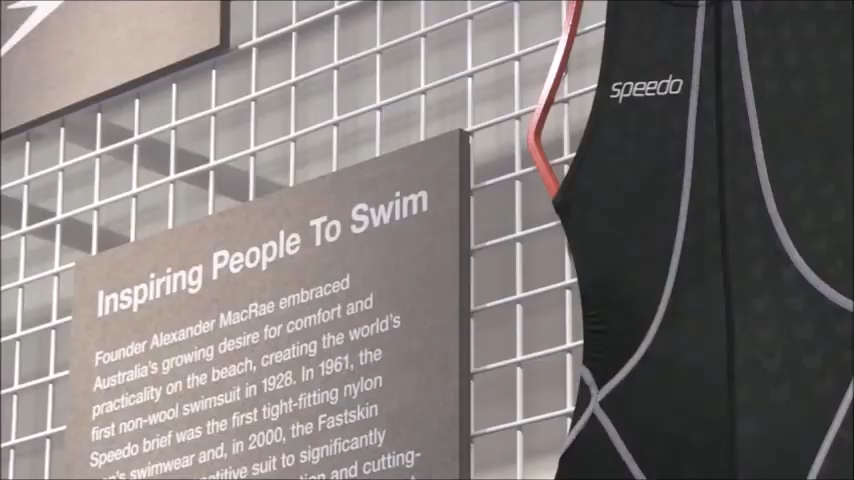 speedo
Inspiring People To Swim
Founder Alexander MacRae embraced
Australia's growing desire for comfort and
practicality on the beach, creating the world's
first non-wool swimsuit in 1928. In 1961, the
Speedo brief was the first tight-fitting nylon
swimwear and, in 2000, the Fastskin
suit to significantly
and cutting-